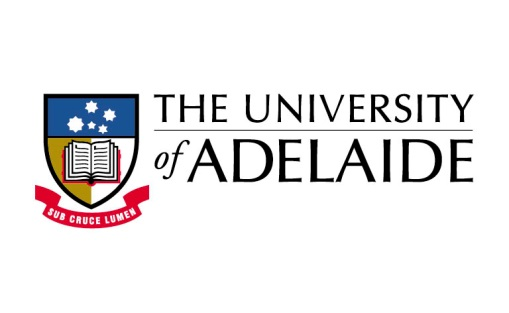 THE UNIVERSITY
of ADELAIDE
SUB CRUCE LUMEN